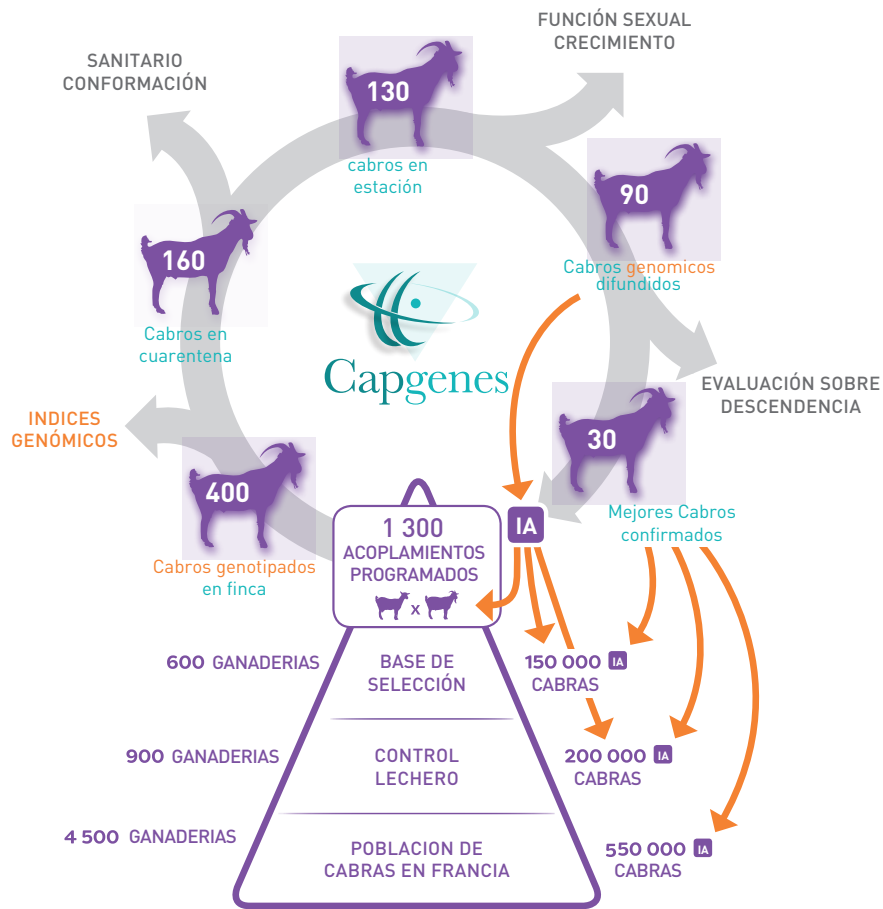 FUNCIÓN SEXUAL
CRECIMIENTO
SANITARIO
CONFORMACIÓN
130
cabros en
estación
90
Cabros genomicos
difundidos
160
Cabros en
cuarentena
Capgenes
EVALUACIÓN SOBRE
DESCENDENCIA
INDICES
GENÓMICOS
30
Mejores Cabros
confirmados
400
Cabros genotipados
en finca
1 300
ACOPLAMIENTOS
PROGRAMADOS
x
IA
600 GANADERIAS
BASE DE
SELECCIÓN
150 000 IA
CABRAS
900 GANADERIAS
CONTROL
LECHERO
200 000 IA
CABRAS
4 500 GANADERIAS
POBLACION DE
CABRAS EN FRANCIA
550 000 IA
CABRAS